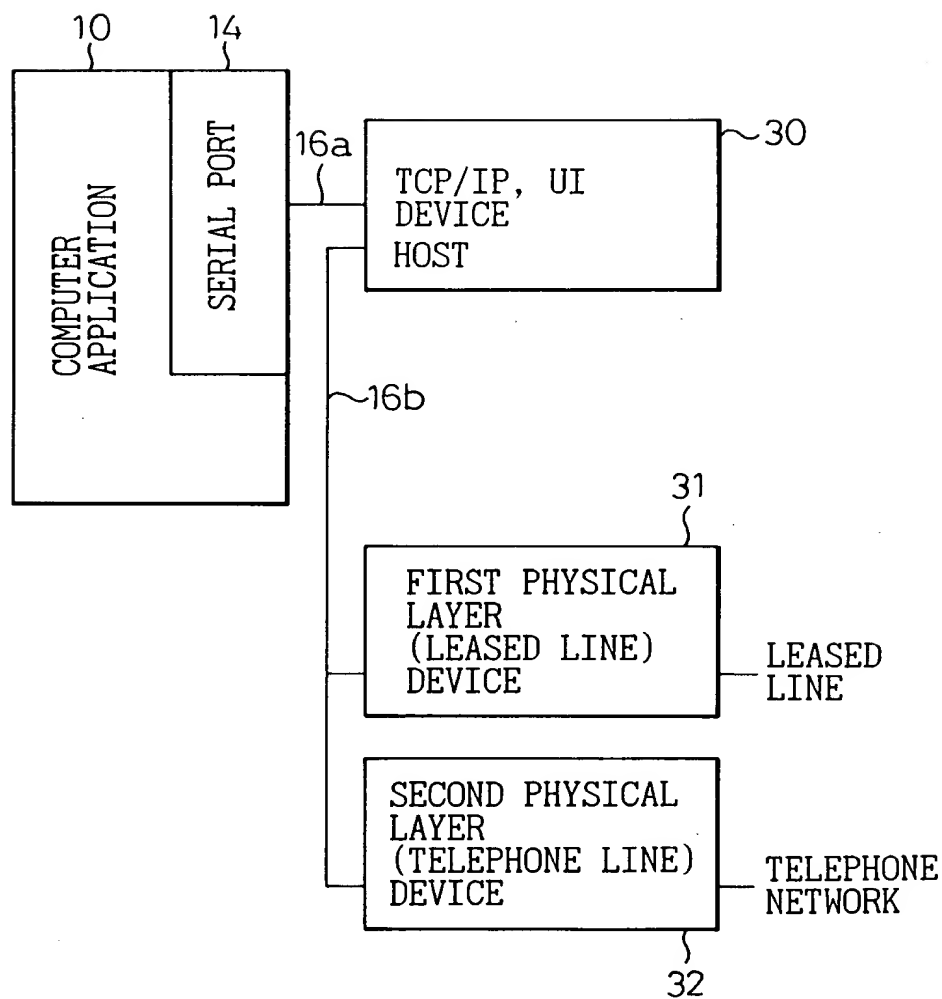 10
14
COMPUTER
APPLICATION
SERIAL PORT
16a
TCP/IP, UI
DEVICE
HOST
30
16b
31
FIRST PHYSICAL
LAYER
(LEASED LINE)
DEVICE
LEASED
LINE
SECOND PHYSICAL
LAYER
(TELEPHONE LINE)
DEVICE
TELEPHONE
NETWORK
32